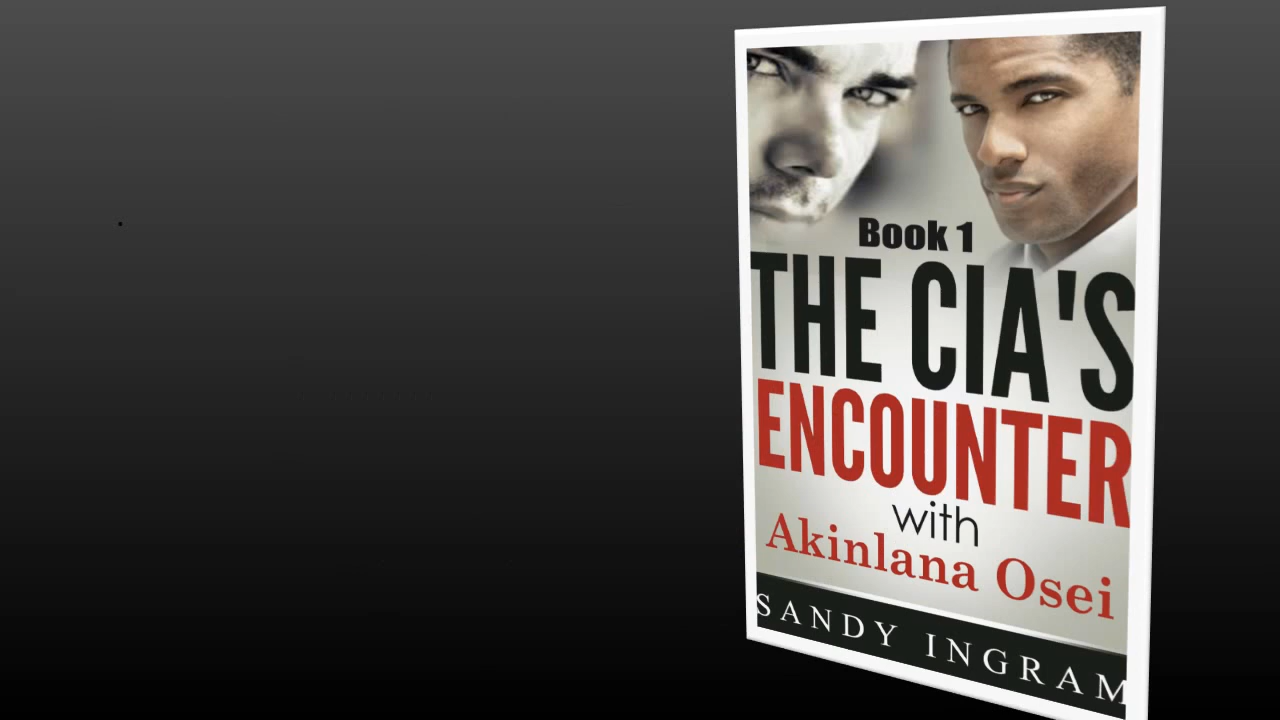 Book 1
THE CIA'S
ENCOUNTER
with
Akinlana Osei
SANDY INGRAM